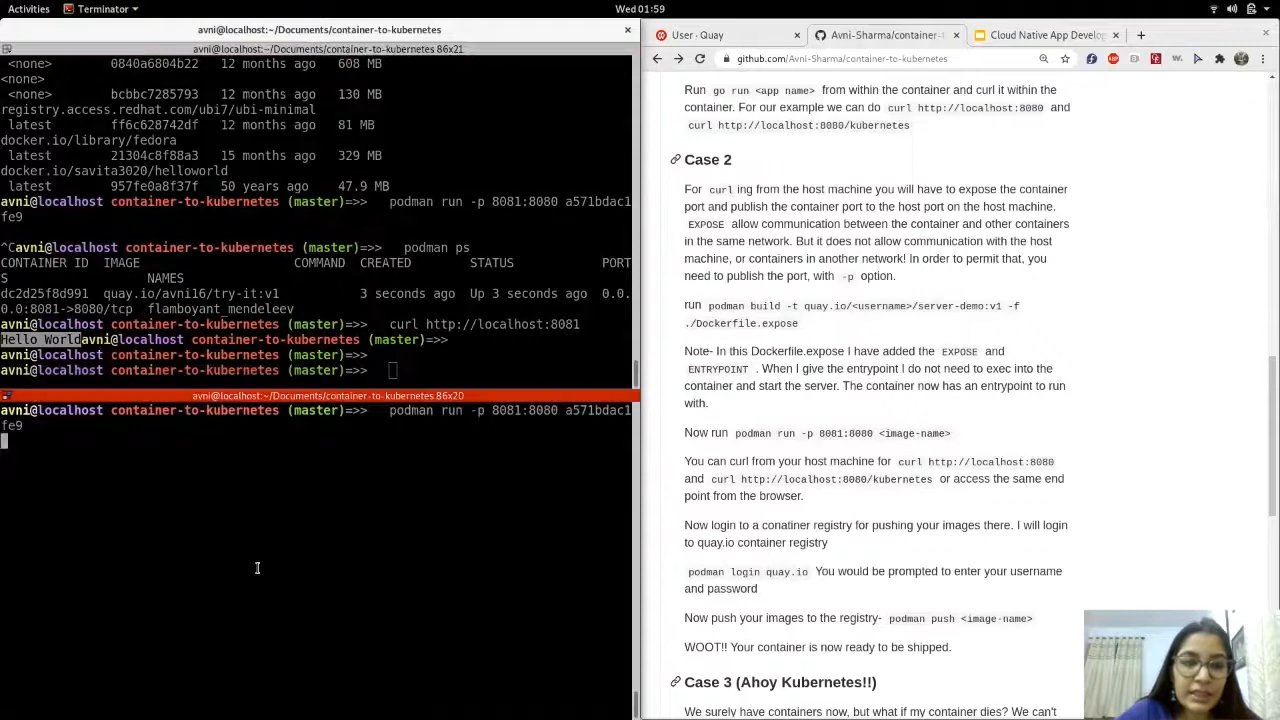 Activities
Terminator
Wed 01:59
avni@localhost:~/Documents/container-to-kubernetes
avni@localhost:~/Documents/container-to-kubernetes 86x21
<none> 0840a6804b22 12 months ago 608 MB
<none>
<none> bcbbc7285793 12 months ago 130 MB
registry.access.redhat.com/ubi7/ubi-minimal
latest ff6c628742df 12 months ago 81 MB
docker.io/library/fedora
latest 21304c8f88a3 15 months ago 329 MB
docker.io/savita3020/helloworld
latest 957fe0a8f37f 50 years ago 47.9 MB
avni@localhost container-to-kubernetes (master)=>> podman run -p 8081:8080 a571bdac1
fe9
^Cavni@localhost container-to-kubernetes (master)=>> podman ps
CONTAINER ID IMAGE COMMAND CREATED STATUS PORT
S NAMES
dc2d25f8d991 quay.io/avni16/try-it:v1 3 seconds ago Up 3 seconds ago 0.0.
0.0:8081->8080/tcp flamboyant_mendeleev
avni@localhost container-to-kubernetes (master)=>> curl http://localhost:8081
Hello Worldavni@localhost container-to-kubernetes (master)=>>
avni@localhost container-to-kubernetes (master)=>>
avni@localhost container-to-kubernetes (master)=>>
avni@localhost:~/Documents/container-to-kubernetes 86x20
avni@localhost container-to-kubernetes (master)=>> podman run -p 8081:8080 a571bdac1
fe9
User · Quay
Avni-Sharma/container-t
Cloud Native App Develop
github.com/Avni-Sharma/container-to-kubernetes
Run go run <app name> from within the container and curl it within the
container. For our example we can do curl http://localhost:8080 and
curl http://localhost:8080/kubernetes
Case 2
For curl ing from the host machine you will have to expose the container
port and publish the container port to the host port on the host machine.
EXPOSE allow communication between the container and other containers
in the same network. But it does not allow communication with the host
machine, or containers in another network! In order to permit that, you
need to publish the port, with -p option.
run podman build -t quay.io/<username>/server-demo:v1 -f
./Dockerfile.expose
Note- In this Dockerfile.expose I have added the EXPOSE and
ENTRYPOINT . When I give the entrypoint I do not need to exec into the
container and start the server. The container now has an entrypoint to run
with.
Now run podman run -p 8081:8080 <image-name>
You can curl from your host machine for curl http://localhost:8080
and curl http://localhost:8080/kubernetes or access the same end
point from the browser.
Now login to a conatiner registry for pushing your images there. I will login
to quay.io container registry
podman login quay.io You would be prompted to enter your username
and password
Now push your images to the registry- podman push <image-name>
WOOT!! Your container is now ready to be shipped.
Case 3 (Ahoy Kubernetes!!)
We surely have containers now, but what if my container dies? We can't